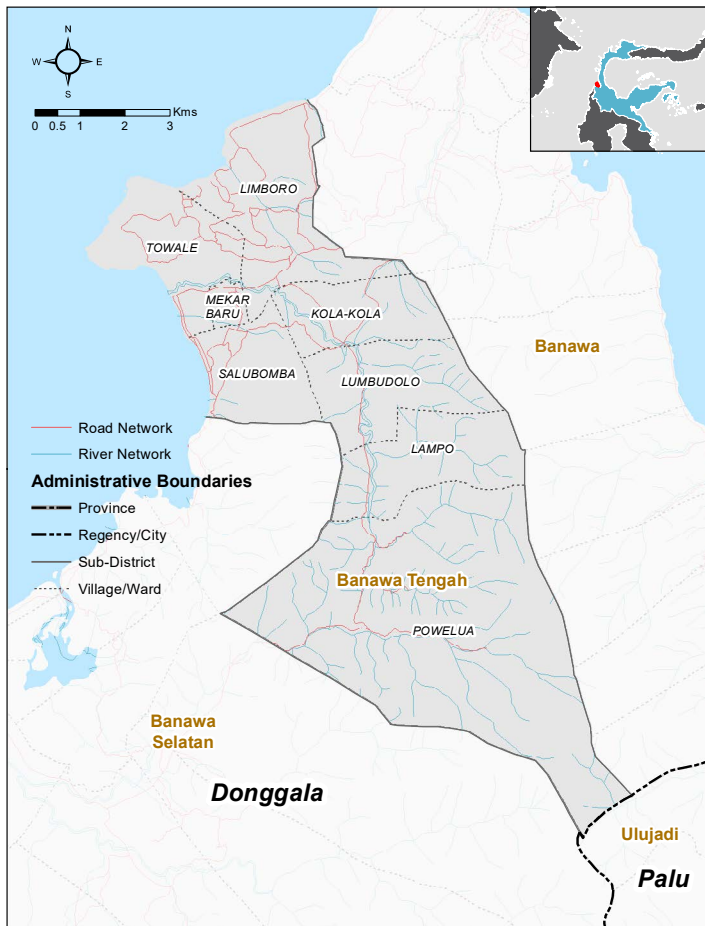 N
W E
S
Kms
0 0.5 1 2 3
LIMBORO
TOWALE
MEKAR
BARU
KOLA-KOLA
Banawa
SALUBOMBA
LUMBUDOLO
Road Network
River Network
LAMPO
Administrative Boundaries
Province
Regency/City
Sub-District
Village/Ward
Banawa Tengah
POWELUA
Banawa
Selatan
Donggala
Ulujadi
Palu